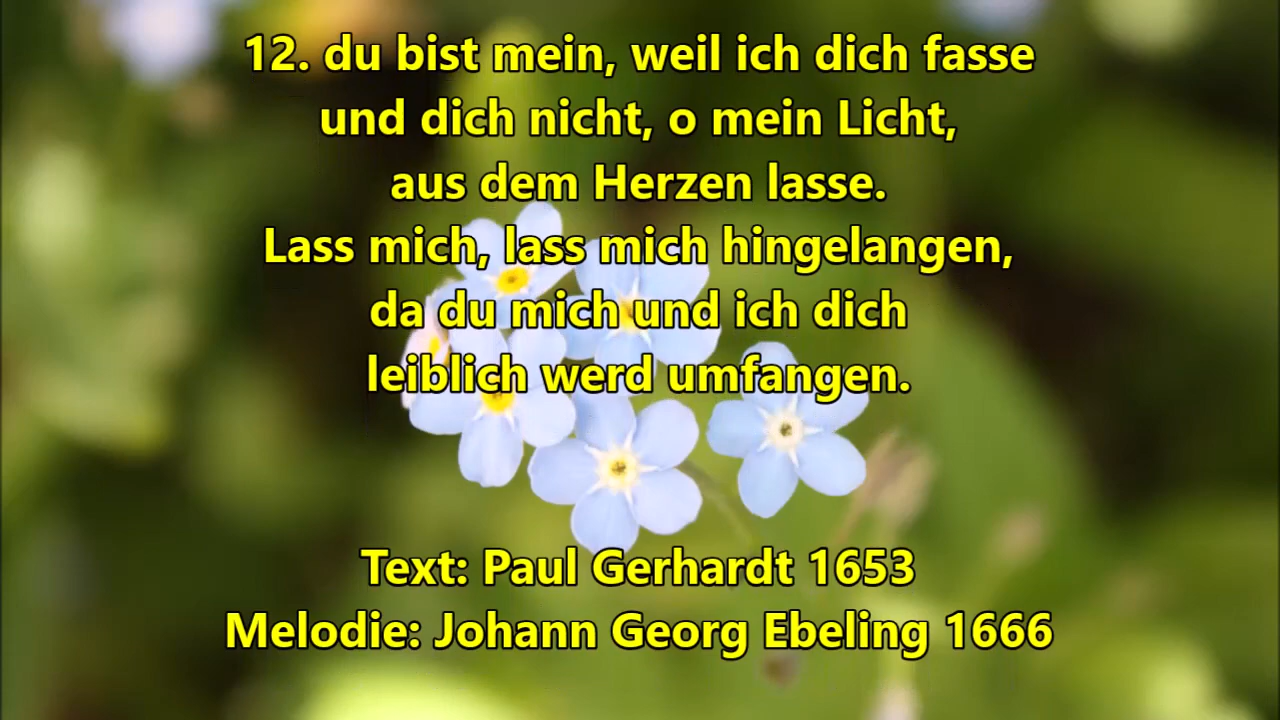 12. du bist mein, weil ich dich fasse
und dich nicht, o mein Licht,
aus dem Herzen lasse.
Lass mich, lass mich hingelangen,
da du mich und ich dich
leiblich werd umfangen.
Text: Paul Gerhardt 1653
Melodie: Johann Georg Ebeling 1666